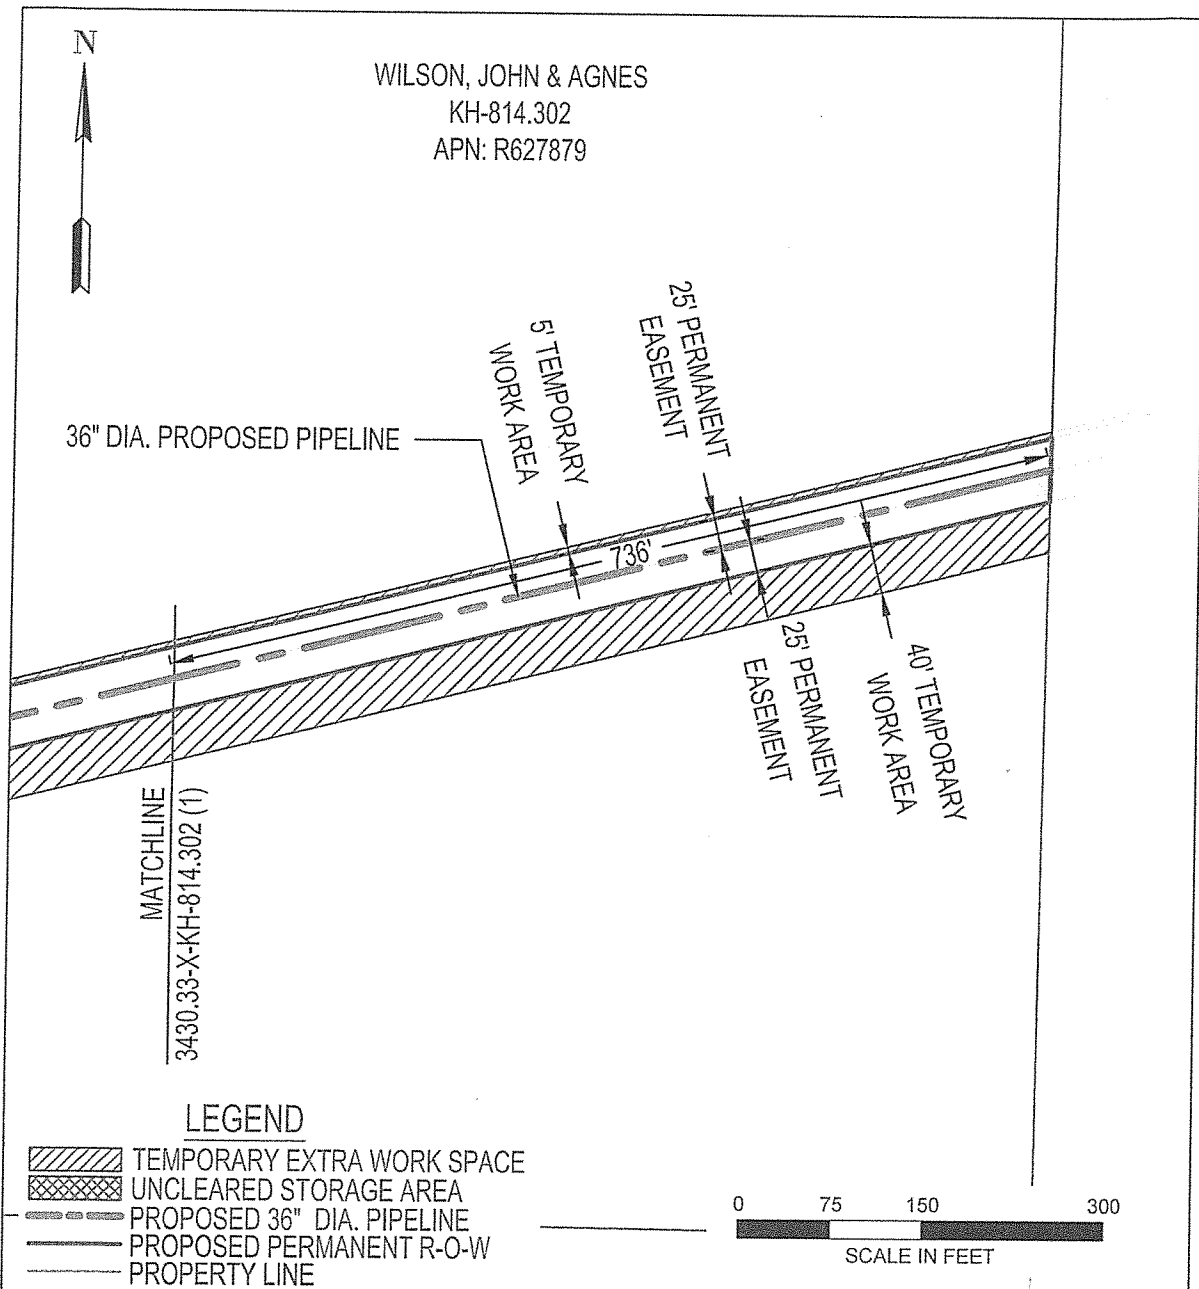 N
WILSON, JOHN & AGNES
KH-814.302
APN: R627879
25' PERMANENT
EASEMENT
5' TEMPORARY
WORK AREA
36" DIA. PROPOSED PIPELINE
736'
25' PERMANENT
EASEMENT
40' TEMPORARY
WORK AREA
MATCHLINE
3430.33-X-KH-814.302 (1)
LEGEND
TEMPORARY EXTRA WORK SPACE
UNCLEARED STORAGE AREA
PROPOSED 36" DIA. PIPELINE
PROPOSED PERMANENT R-O-W
PROPERTY LINE
0 75 150 300
SCALE IN FEET